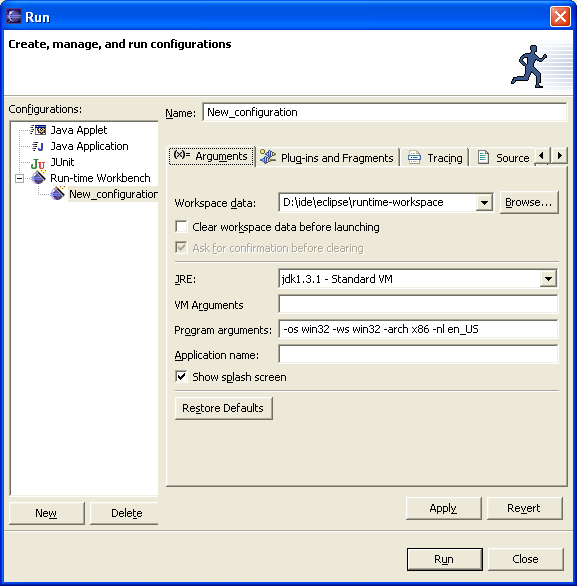 Run
Create, manage, and run configurations
Configurations:
Java Applet
Java Application
JUnit
Run-time Workbench
New_configuration
New
Delete
Name: New_configuration
(x)= Arguments Plug-ins and Fragments Tracing Source
Workspace data: D:\ide\eclipse\runtime-workspace Browse...
Clear workspace data before launching
Ask for confirmation before clearing
JRE: jdk1.3.1 - Standard VM
VM Arguments
Program arguments: -os win32 -ws win32 -arch x86 -nl en_US
Application name:
Show splash screen
Restore Defaults
Apply Revert
Run Close